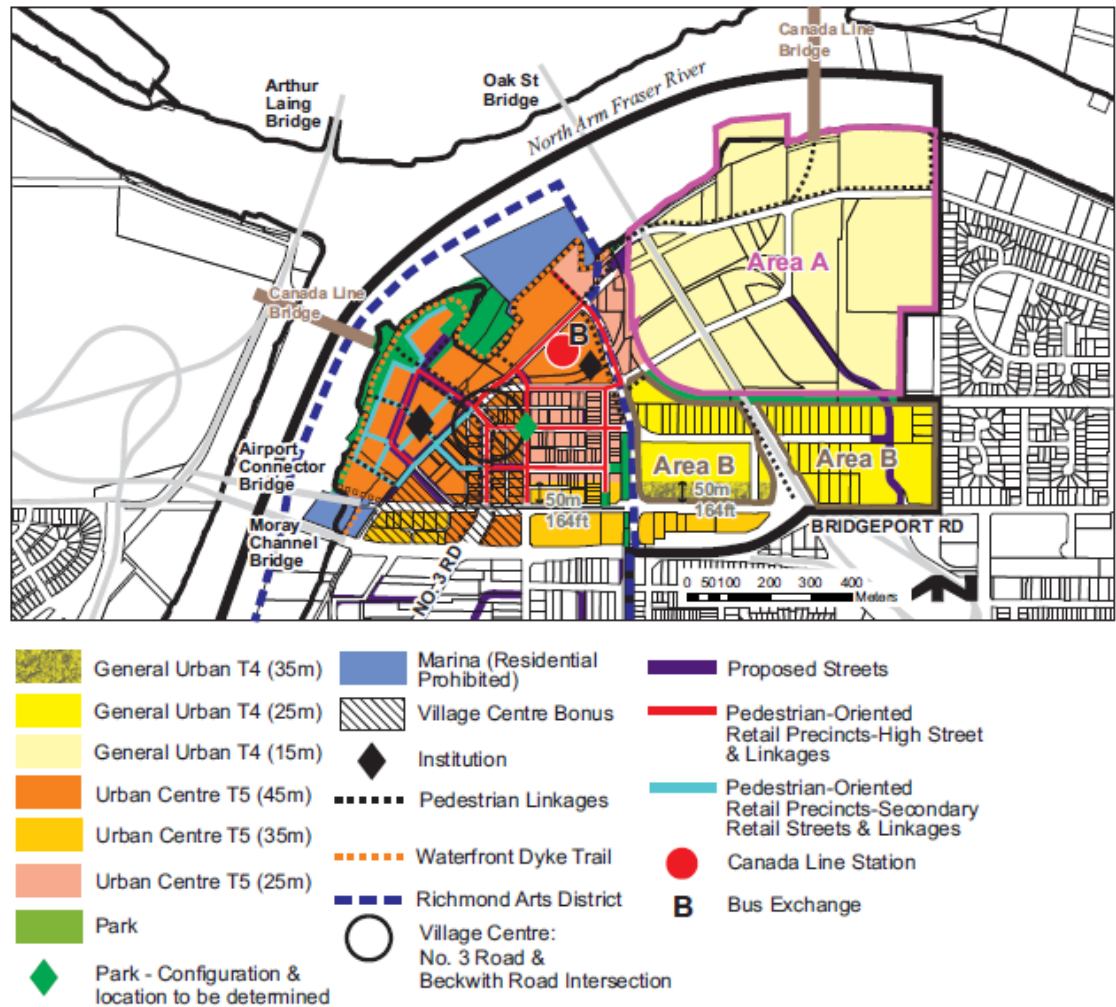 Canada Line
Bridge
Arthur
Laing
Bridge
Oak St
Bridge
North Arm Fraser River
Area A
Canada Line
Bridge
B
Airport
Connector
Bridge
Area B
Area B
50m
164ft
50m
164ft
Moray
Channel
Bridge
NO. 3 RD
BRIDGEPORT RD
0 50 100 200 300 400
Meters
General Urban T4 (35m)
General Urban T4 (25m)
General Urban T4 (15m)
Urban Centre T5 (45m)
Urban Centre T5 (35m)
Urban Centre T5 (25m)
Park
Park - Configuration &
location to be determined
Marina (Residential
Prohibited)
Village Centre Bonus
Institution
Pedestrian Linkages
Waterfront Dyke Trail
Richmond Arts District
Village Centre:
No. 3 Road &
Beckwith Road Intersection
Proposed Streets
Pedestrian-Oriented
Retail Precincts-High Street
& Linkages
Pedestrian-Oriented
Retail Precincts-Secondary
Retail Streets & Linkages
Canada Line Station
B Bus Exchange